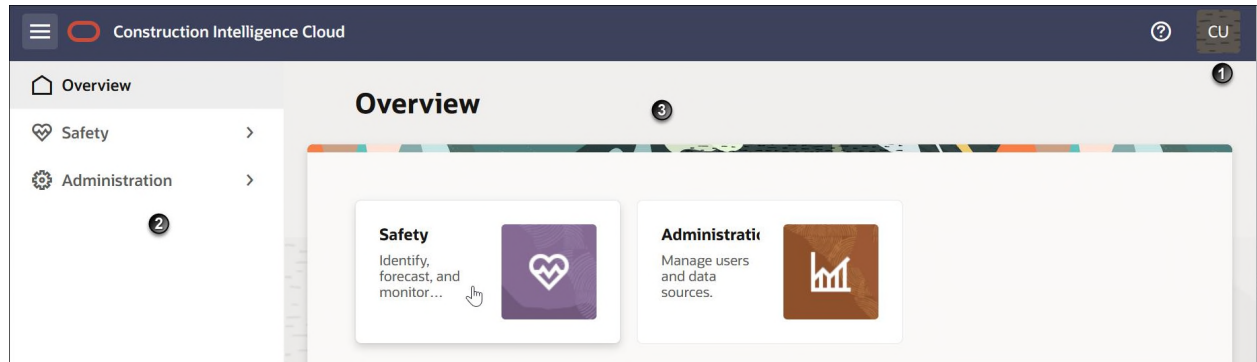 Construction Intelligence Cloud
?
CU
1
Overview
Safety
Administration
2
Overview
3
Safety
Identify,
forecast, and
monitor...
Administratic
Manage users
and data
sources.